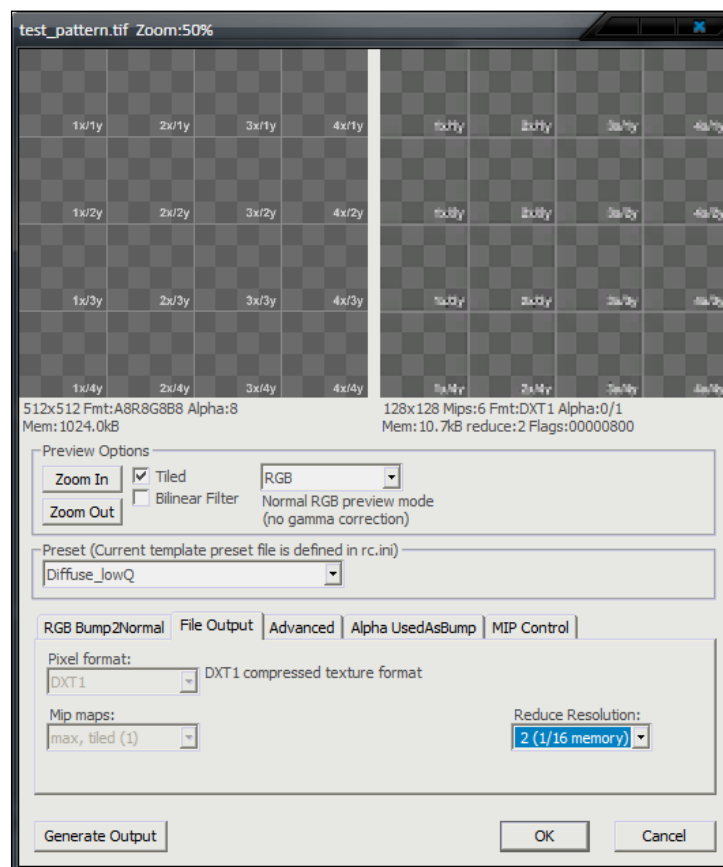 test_pattern.tif Zoom:50%
1x/1y 2x/1y 3x/1y 4x/1y
1x/2y 2x/2y 3x/2y 4x/2y
1x/3y 2x/3y 3x/3y 4x/3y
1x/4y 2x/4y 3x/4y 4x/4y
512x512 Fmt:A8R8G8B8 Alpha:8
Mem:1024.0kB
128x128 Mips:6 Fmt:DXT1 Alpha:0/1
Mem:10.7kB reduce:2 Flags:00000800
Preview Options
Zoom In
Tiled
RGB
Bilinear Filter
Zoom Out
Normal RGB preview mode
(no gamma correction)
Preset (Current template preset file is defined in rc.ini)
Diffuse_lowQ
RGB Bump2Normal File Output Advanced Alpha UsedAsBump MIP Control
Pixel format:
DXT1
DXT1 compressed texture format
Mip maps:
max, tiled (1)
Reduce Resolution:
2 (1/16 memory)
Generate Output
OK
Cancel